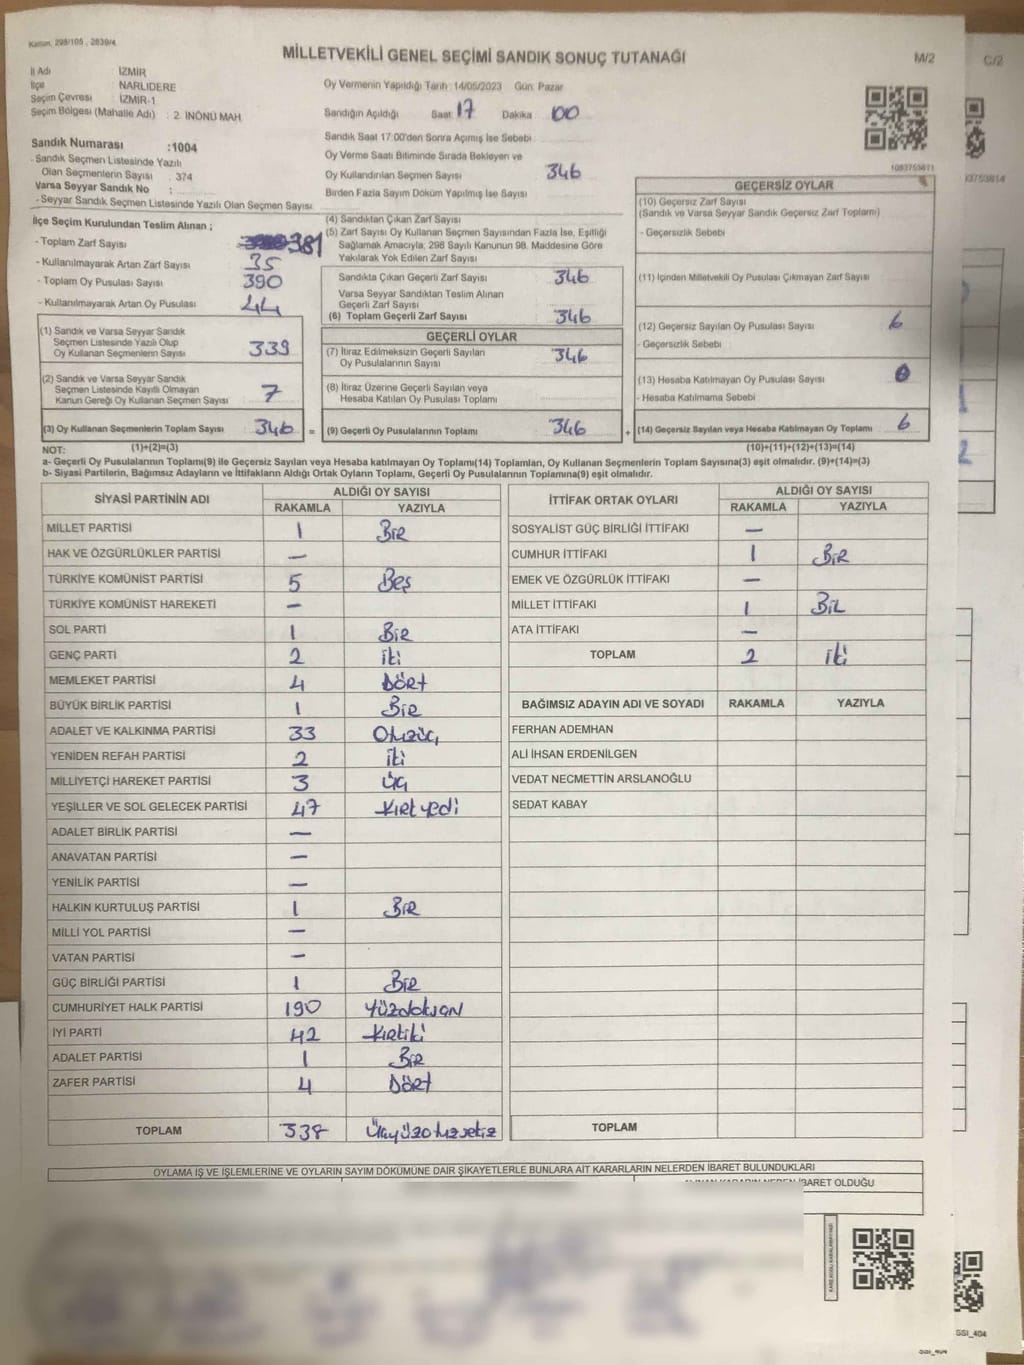 Kanun, 298/105 , 2839/4
MİLLETVEKİLİ GENEL SEÇİMİ SANDIK SONUÇ TUTANAĞI
M/2
C/2
İl Adı İZMİR
İlçe NARLIDERE
Seçim Çevresi İZMİR-1
Seçim Bölgesi (Mahalle Adı) : 2. İNÖNÜ MAH.
Oy Vermenin Yapıldığı Tarih: 14/05/2023 Gün: Pazar
Sandığın Açıldığı Saat 17 Dakika 00
Sandık Saat 17:00'den Sonra Açılmış İse Sebebi
Oy Verme Saati Bitiminde Sırada Bekleyen ve
Oy Kullandırılan Seçmen Sayısı 346
Birden Fazla Sayım Döküm Yapılmış İse Sayısı
Sandık Numarası :1004
- Sandık Seçmen Listesinde Yazılı
Olan Seçmenlerin Sayısı : 374
Varsa Seyyar Sandık No :
- Seyyar Sandık Seçmen Listesinde Yazılı Olan Seçmen Sayısı:
İlçe Seçim Kurulundan Teslim Alınan ;
- Toplam Zarf Sayısı 381
- Kullanılmayarak Artan Zarf Sayısı 35
- Toplam Oy Pusulası Sayısı 390
- Kullanılmayarak Artan Oy Pusulası 44
(1) Sandık ve Varsa Seyyar Sandık
Seçmen Listesinde Yazılı Olup
Oy Kullanan Seçmenlerin Sayısı 339
(2) Sandık ve Varsa Seyyar Sandık
Seçmen Listesinde Kayıtlı Olmayan
Kanun Gereği Oy Kullanan Seçmen Sayısı 7
(3) Oy Kullanan Seçmenlerin Toplam Sayısı 346 =
(4) Sandıktan Çıkan Zarf Sayısı
(5) Zarf Sayısı Oy Kullanan Seçmen Sayısından Fazla İse, Eşitliği
Sağlamak Amacıyla; 298 Sayılı Kanunun 98. Maddesine Göre
Yakılarak Yok Edilen Zarf Sayısı
Sandıkta Çıkan Geçerli Zarf Sayısı 346
Varsa Seyyar Sandıktan Teslim Alınan
Geçerli Zarf Sayısı
(6) Toplam Geçerli Zarf Sayısı 346
GEÇERLİ OYLAR
(7) İtiraz Edilmeksizin Geçerli Sayılan
Oy Pusulalarının Sayısı 346
(8) İtiraz Üzerine Geçerli Sayılan veya
Hesaba Katılan Oy Pusulası Toplamı
(9) Geçerli Oy Pusulalarının Toplamı 346 +
1083753871
GEÇERSİZ OYLAR
(10) Geçersiz Zarf Sayısı
(Sandık ve Varsa Seyyar Sandık Geçersiz Zarf Toplamı)
- Geçersizlik Sebebi
(11) İçinden Milletvekili Oy Pusulası Çıkmayan Zarf Sayısı
(12) Geçersiz Sayılan Oy Pusulası Sayısı 6
- Geçersizlik Sebebi
(13) Hesaba Katılmayan Oy Pusulası Sayısı 0
- Hesaba Katılmama Sebebi
(14) Geçersiz Sayılan veya Hesaba Katılmayan Oy Toplamı 6
NOT: (1)+(2)=(3) (10)+(11)+(12)+(13)=(14)
a- Geçerli Oy Pusulalarının Toplamı(9) ile Geçersiz Sayılan veya Hesaba katılmayan Oy Toplamı(14) Toplamları, Oy Kullanan Seçmenlerin Toplam Sayısına(3) eşit olmalıdır. (9)+(14)=(3)
b- Siyasi Partilerin, Bağımsız Adayların ve İttifakların Aldığı Ortak Oyların Toplamı, Geçerli Oy Pusulalarının Toplamına(9) eşit olmalıdır.
SİYASİ PARTİNİN ADI ALDIĞI OY SAYISI
RAKAMLA YAZIYLA
MİLLET PARTİSİ 1 Bir
HAK VE ÖZGÜRLÜKLER PARTİSİ —
TÜRKİYE KOMÜNİST PARTİSİ 5 Beş
TÜRKİYE KOMÜNİST HAREKETİ —
SOL PARTİ 1 Bir
GENÇ PARTİ 2 iki
MEMLEKET PARTİSİ 4 Dört
BÜYÜK BİRLİK PARTİSİ 1 Bir
ADALET VE KALKINMA PARTİSİ 33 Otuzüç
YENİDEN REFAH PARTİSİ 2 iki
MİLLİYETÇİ HAREKET PARTİSİ 3 Üç
YEŞİLLER VE SOL GELECEK PARTİSİ 47 Kırkyedi
ADALET BİRLİK PARTİSİ —
ANAVATAN PARTİSİ —
YENİLİK PARTİSİ —
HALKIN KURTULUŞ PARTİSİ 1 Bir
MİLLİ YOL PARTİSİ —
VATAN PARTİSİ —
GÜÇ BİRLİĞİ PARTİSİ 1 Bir
CUMHURİYET HALK PARTİSİ 190 Yüzdoksan
İYİ PARTİ 42 Kırkiki
ADALET PARTİSİ 1 Bir
ZAFER PARTİSİ 4 Dört
TOPLAM 338
İTTİFAK ORTAK OYLARI ALDIĞI OY SAYISI
RAKAMLA YAZIYLA
SOSYALİST GÜÇ BİRLİĞİ İTTİFAKI —
CUMHUR İTTİFAKI 1 Bir
EMEK VE ÖZGÜRLÜK İTTİFAKI —
MİLLET İTTİFAKI 1 Bir
ATA İTTİFAKI —
TOPLAM 2 iki
BAĞIMSIZ ADAYIN ADI VE SOYADI RAKAMLA YAZIYLA
FERHAN ADEMHAN
ALİ İHSAN ERDENİLGEN
VEDAT NECMETTİN ARSLANOĞLU
SEDAT KABAY
TOPLAM
OYLAMA İŞ VE İŞLEMLERİNE VE OYLARIN SAYIM DÖKÜMÜNE DAİR ŞİKAYETLERLE BUNLARA AİT KARARLARIN NELERDEN İBARET BULUNDUKLARI
İBARET OLDUĞU
GSI_404